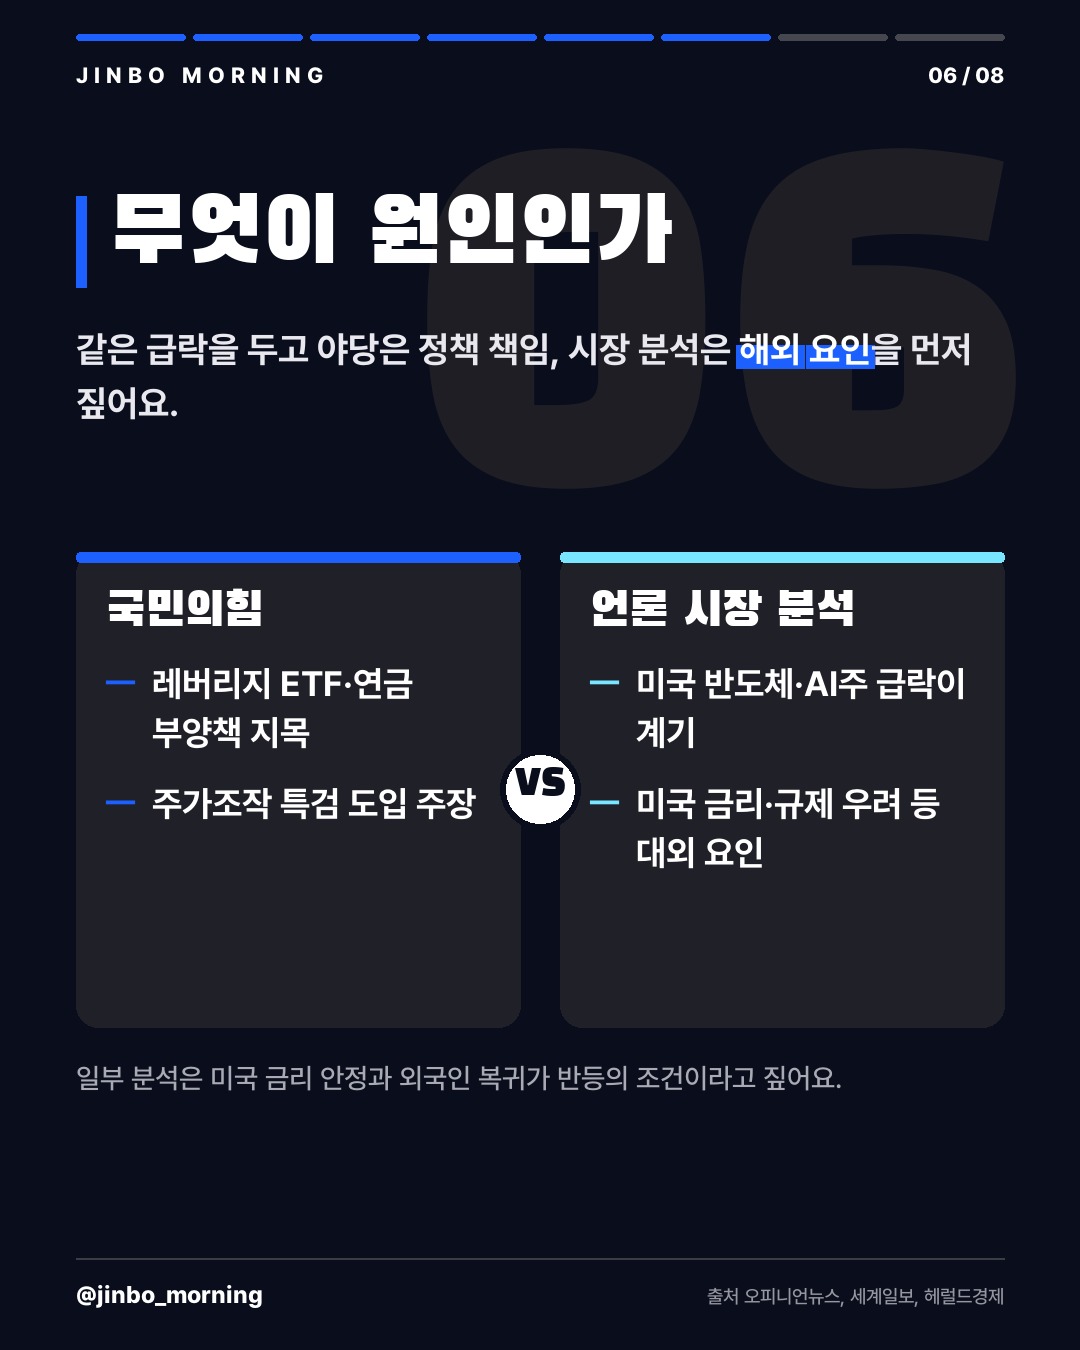 JINBO MORNING
06 / 08
06
무엇이 원인인가
같은 급락을 두고 야당은 정책 책임, 시장 분석은 해외 요인을 먼저
짚어요.
국민의힘
레버리지 ETF·연금
부양책 지목
주가조작 특검 도입 주장
VS
언론 시장 분석
미국 반도체·AI주 급락이
계기
미국 금리·규제 우려 등
대외 요인
일부 분석은 미국 금리 안정과 외국인 복귀가 반등의 조건이라고 짚어요.
@jinbo_morning
출처 오피니언뉴스, 세계일보, 헤럴드경제